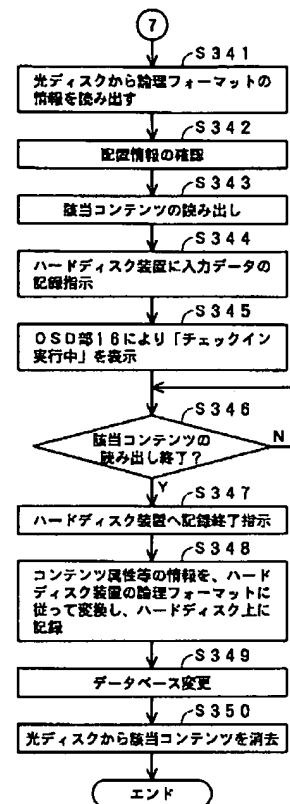 7
S341
光ディスクから論理フォーマットの
情報を読み出す
S342
配置情報の確認
S343
該当コンテンツの読み出し
S344
ハードディスク装置に入力データの
記録指示
S345
OSD部16により「チェックイン
実行中」を表示
S346
該当コンテンツの
読み出し終了?
N
Y
S347
ハードディスク装置へ記録終了指示
S348
コンテンツ属性等の情報を、ハード
ディスク装置の論理フォーマットに
従って変換し、ハードディスク上に
記録
S349
データベース変更
S350
光ディスクから該当コンテンツを消去
エンド